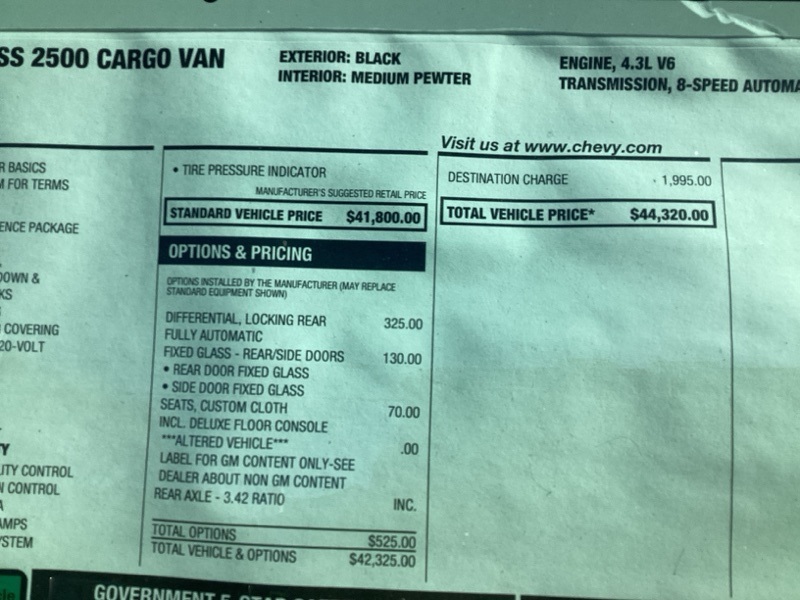 SS 2500 CARGO VAN
EXTERIOR: BLACK
INTERIOR: MEDIUM PEWTER
ENGINE, 4.3L V6
TRANSMISSION, 8-SPEED AUTOMA
Visit us at www.chevy.com
R BASICS
M FOR TERMS
ENCE PACKAGE
OWN &
KS
COVERING
20-VOLT
Y
ITY CONTROL
N CONTROL
A
AMPS
YSTEM
• TIRE PRESSURE INDICATOR
MANUFACTURER'S SUGGESTED RETAIL PRICE
STANDARD VEHICLE PRICE $41,800.00
OPTIONS & PRICING
OPTIONS INSTALLED BY THE MANUFACTURER (MAY REPLACE
STANDARD EQUIPMENT SHOWN)
DIFFERENTIAL, LOCKING REAR 325.00
FULLY AUTOMATIC
FIXED GLASS - REAR/SIDE DOORS 130.00
• REAR DOOR FIXED GLASS
• SIDE DOOR FIXED GLASS
SEATS, CUSTOM CLOTH 70.00
INCL. DELUXE FLOOR CONSOLE
***ALTERED VEHICLE*** .00
LABEL FOR GM CONTENT ONLY-SEE
DEALER ABOUT NON GM CONTENT
REAR AXLE - 3.42 RATIO INC.
TOTAL OPTIONS $525.00
TOTAL VEHICLE & OPTIONS $42,325.00
DESTINATION CHARGE 1,995.00
TOTAL VEHICLE PRICE* $44,320.00
GOVERNMENT 5-STAR